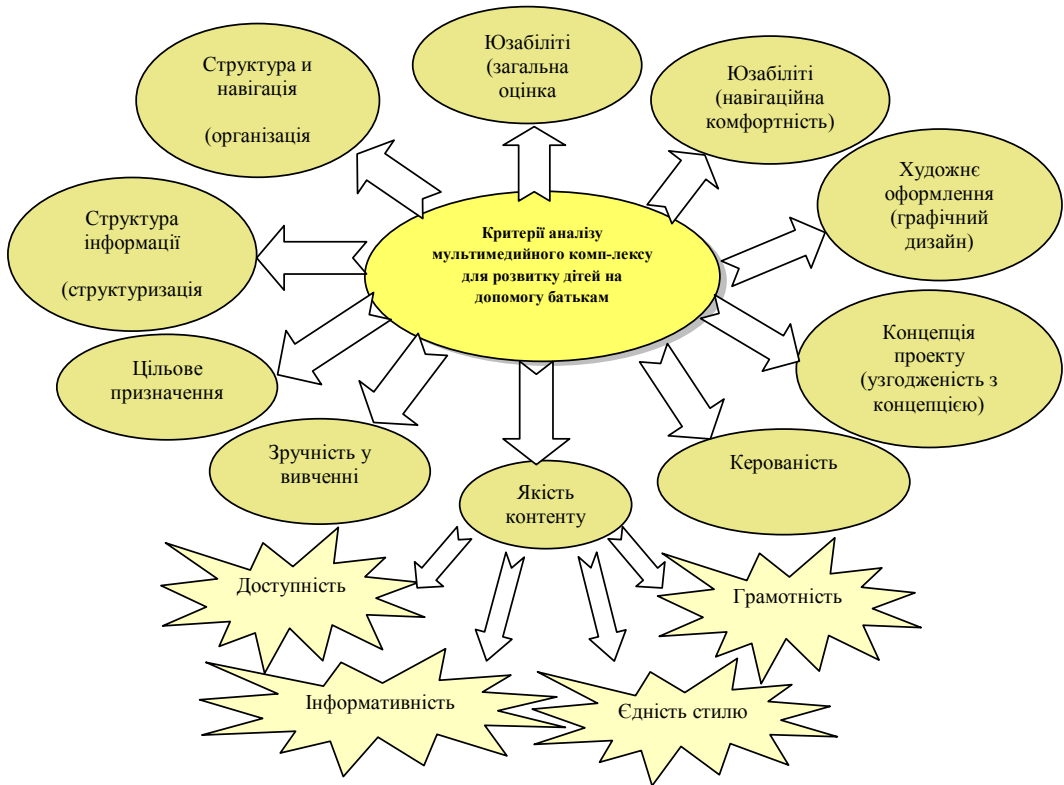 Юзабіліті
(загальна
оцінка
Структура и
навігація
(організація
Юзабіліті
(навігаційна
комфортність)
Художнє
оформлення
(графічний
дизайн)
Структура
інформації
(структуризація
Критерії аналізу
мультимедийного комп-лексу
для розвитку дітей на
допомогу батькам
Концепція
проекту
(узгодженість з
концепцією)
Цільове
призначення
Зручність у
вивченні
Керованість
Якість
контенту
Доступність
Грамотність
Інформативність
Єдність стилю